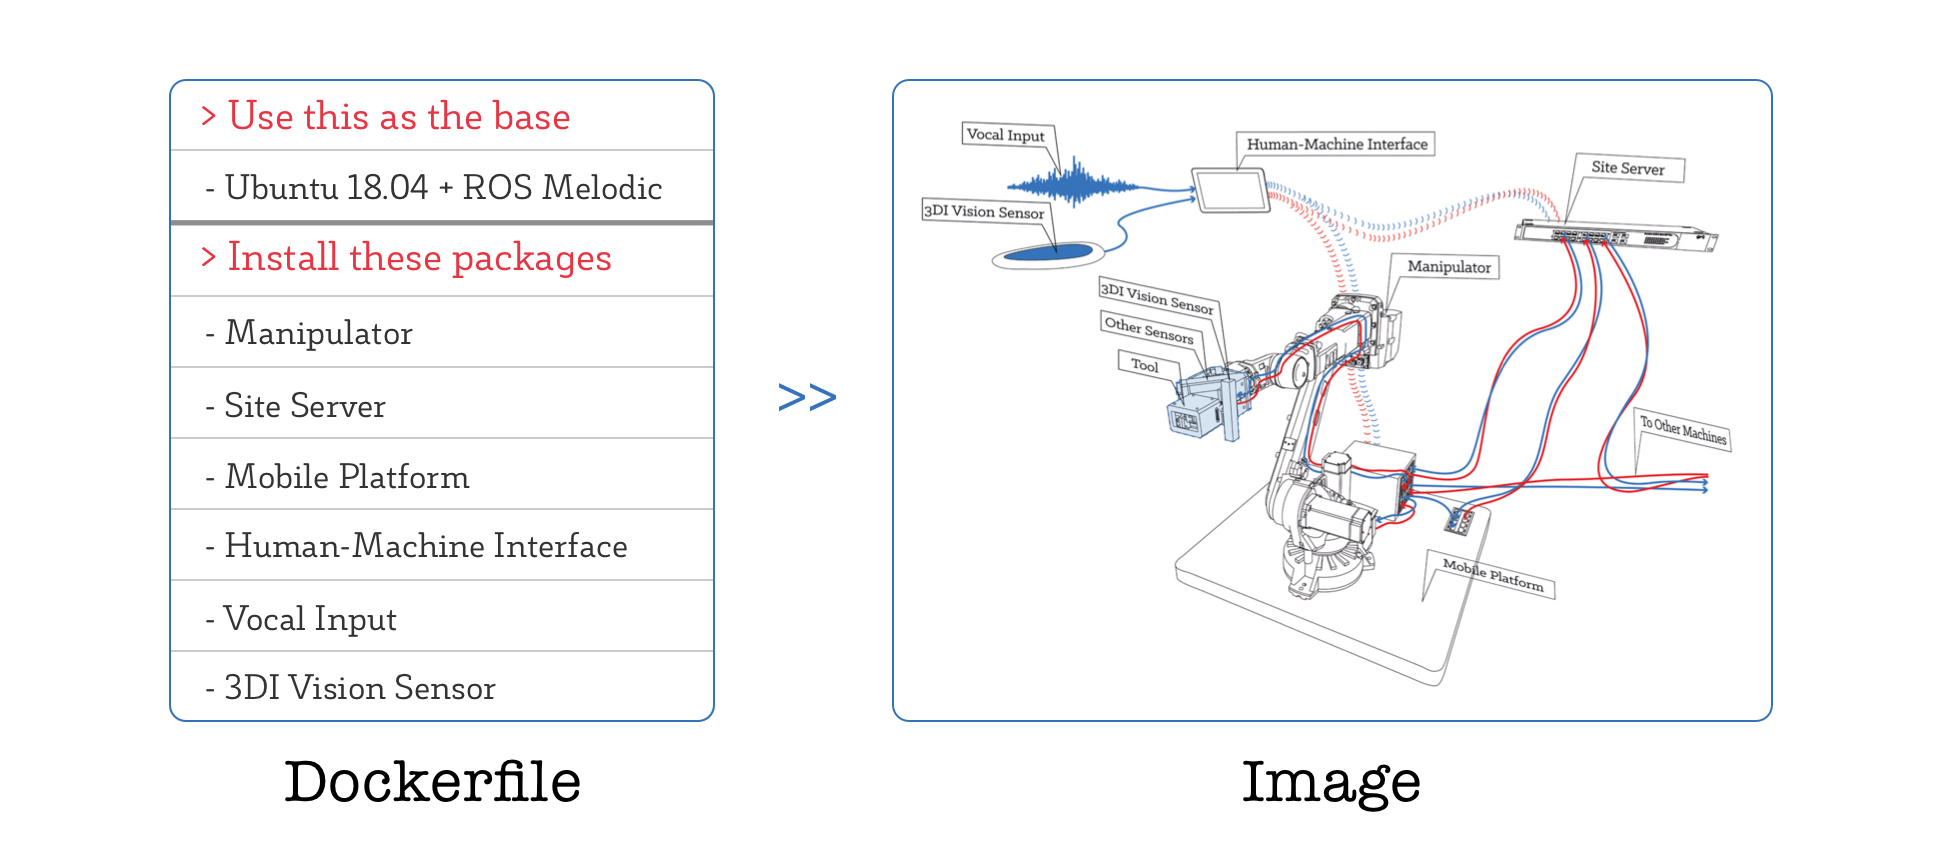 > Use this as the base
- Ubuntu 18.04 + ROS Melodic
> Install these packages
- Manipulator
- Site Server
- Mobile Platform
- Human-Machine Interface
- Vocal Input
- 3DI Vision Sensor
Dockerfile
>>
Vocal Input
Human-Machine Interface
Site Server
3DI Vision Sensor
Manipulator
3DI Vision Sensor
Other Sensors
Tool
To Other Machines
Mobile Platform
Image